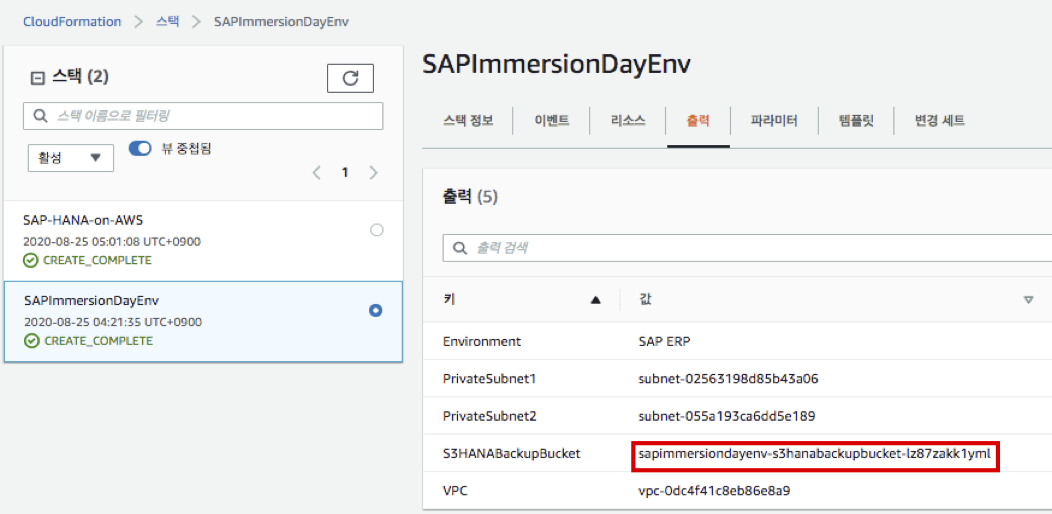 CloudFormation > 스택 > SAPImmersionDayEnv
스택 (2)
스택 이름으로 필터링
활성
뷰 중첩됨
< 1 >
SAP-HANA-on-AWS
2020-08-25 05:01:08 UTC+0900
CREATE_COMPLETE
SAPImmersionDayEnv
2020-08-25 04:21:35 UTC+0900
CREATE_COMPLETE
SAPImmersionDayEnv
스택 정보 이벤트 리소스 출력 파라미터 템플릿 변경 세트
출력 (5)
출력 검색
키 값
Environment SAP ERP
PrivateSubnet1 subnet-02563198d85b43a06
PrivateSubnet2 subnet-055a193ca6dd5e189
S3HANABackupBucket sapimmersiondayenv-s3hanabackupbucket-lz87zakk1yml
VPC vpc-0dc4f41c8eb86e8a9